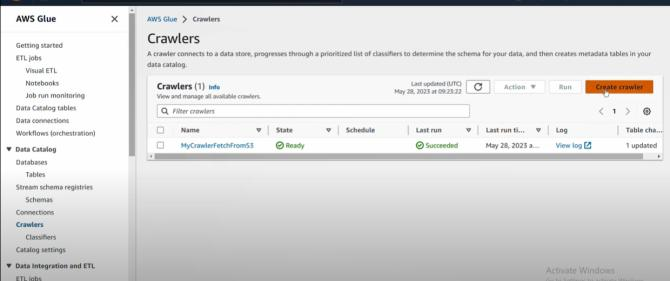 AWS Glue
Getting started
ETL jobs
Visual ETL
Notebooks
Job run monitoring
Data Catalog tables
Data connections
Workflows (orchestration)
Data Catalog
Databases
Tables
Stream schema registries
Schemas
Connections
Crawlers
Classifiers
Catalog settings
Data Integration and ETL
ETL jobs
AWS Glue > Crawlers
Crawlers
A crawler connects to a data store, progresses through a prioritized list of classifiers to determine the schema for your data, and then creates metadata tables in your
data catalog.
Crawlers (1) Info
View and manage all available crawlers.
Last updated (UTC)
May 28, 2023 at 09:23:22
Action
Run
Create crawler
Filter crawlers
1
Name State Schedule Last run Last run ti... Log Table cha...
MyCrawlerFetchFromS3 Ready Succeeded May 28, 2023 a... View log 1 updated
Activate Windows